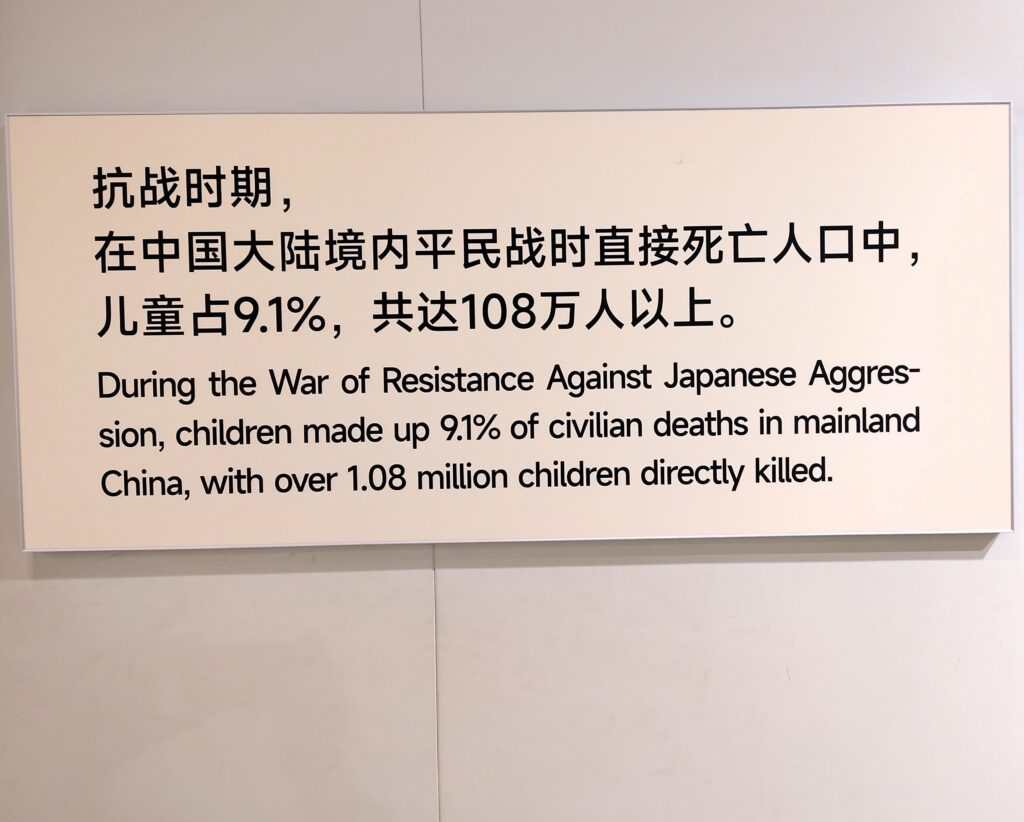 抗战时期，
在中国大陆境内平民战时直接死亡人口中，
儿童占9.1%，共达108万人以上。
During the War of Resistance Against Japanese Aggres-
sion, children made up 9.1% of civilian deaths in mainland
China, with over 1.08 million children directly killed.